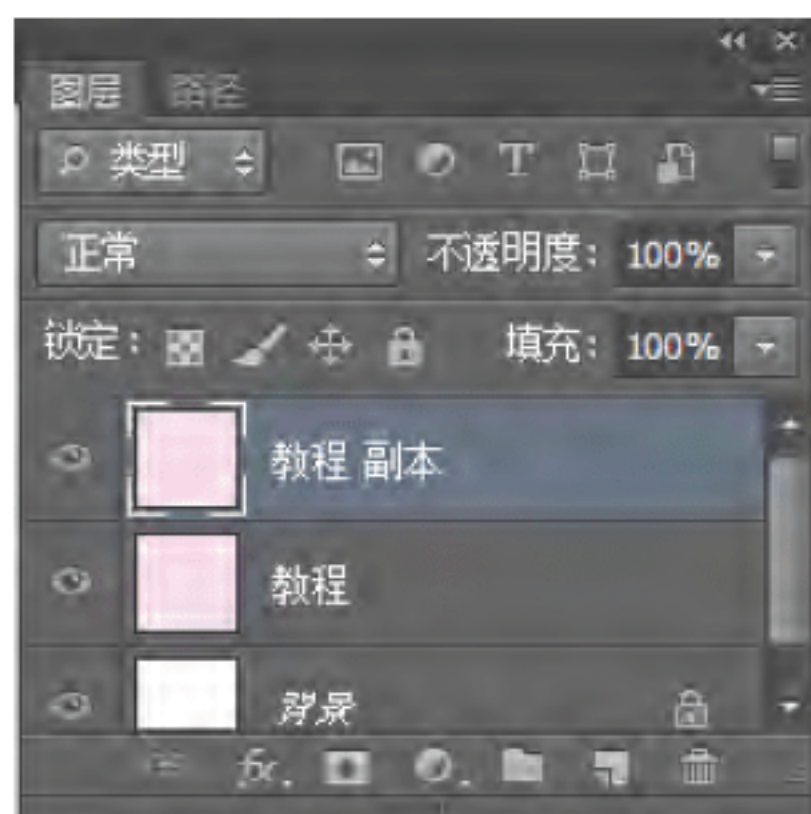 图层 路径
类型 T
正常 不透明度: 100%
锁定: 填充: 100%
教程 副本
教程
背景
fx.